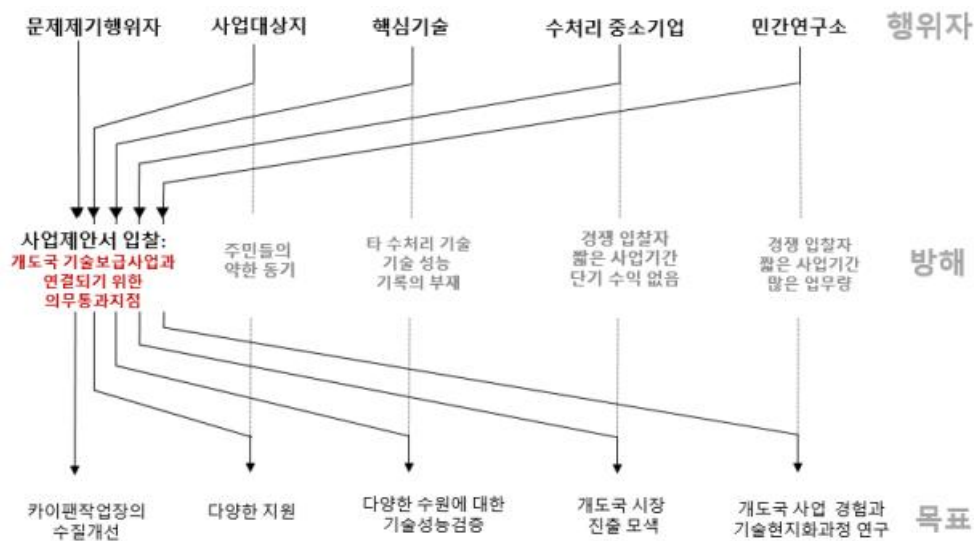 문제제기행위자 사업대상지 핵심기술 수처리 중소기업 민간연구소 행위자
사업제안서 입찰:
개도국 기술보급사업과
연결되기 위한
의무통과지점
주민들의
약한 동기
타 수처리 기술
기술 성능
기록의 부재
경쟁 입찰자
짧은 사업기간
단기 수익 없음
경쟁 입찰자
짧은 사업기간
많은 업무량
방해
카이팬작업장의
수질개선
다양한 지원
다양한 수원에 대한
기술성능검증
개도국 시장
진출 모색
개도국 사업 경험과
기술현지화과정 연구
목표